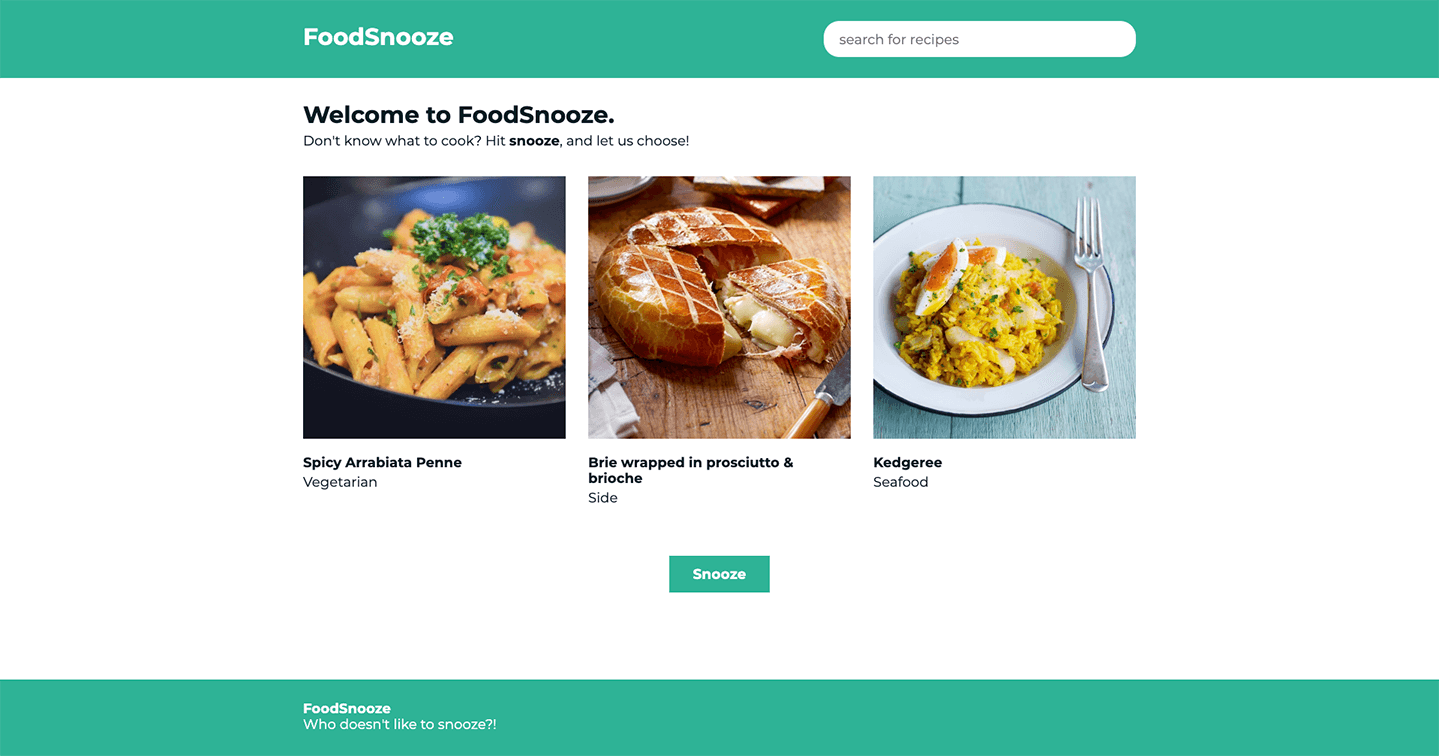 FoodSnooze
search for recipes
Welcome to FoodSnooze.
Don't know what to cook? Hit snooze, and let us choose!
Spicy Arrabiata Penne
Vegetarian
Brie wrapped in prosciutto &
brioche
Side
Kedgeree
Seafood
Snooze
FoodSnooze
Who doesn't like to snooze?!